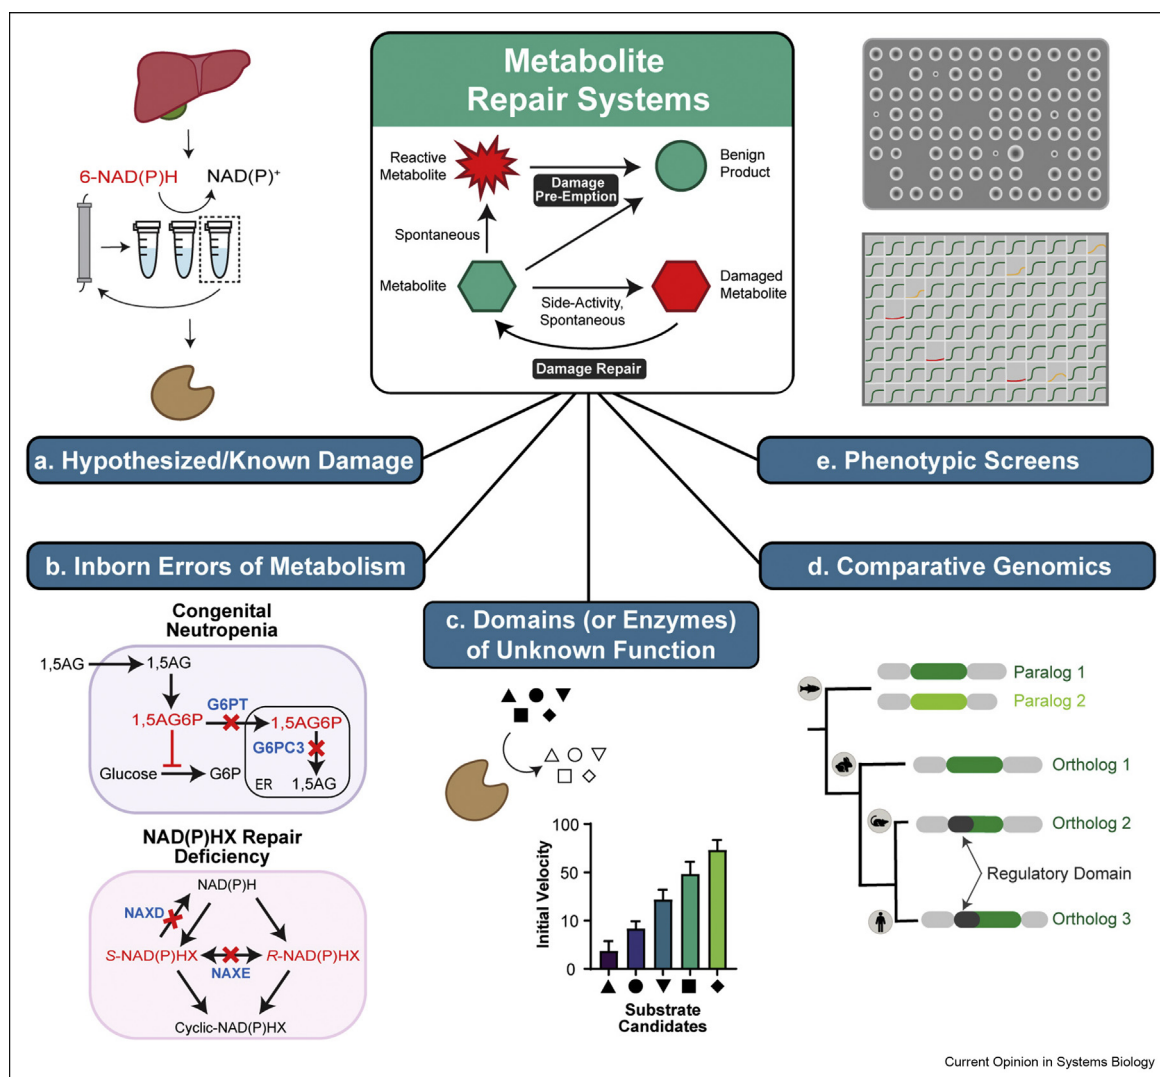 Metabolite
Repair Systems
Reactive
Metabolite
Benign
Product
Damage
Pre-Emption
Spontaneous
Metabolite
Damaged
Metabolite
Side-Activity,
Spontaneous
Damage Repair
6-NAD(P)H
NAD(P)⁺
a. Hypothesized/Known Damage
e. Phenotypic Screens
b. Inborn Errors of Metabolism
d. Comparative Genomics
c. Domains (or Enzymes)
of Unknown Function
Congenital
Neutropenia
1,5AG
1,5AG
G6PT
1,5AG6P
1,5AG6P
G6PC3
Glucose
G6P
ER
1,5AG
NAD(P)HX Repair
Deficiency
NAD(P)H
NAXD
S-NAD(P)HX
R-NAD(P)HX
NAXE
Cyclic-NAD(P)HX
Initial Velocity
100
50
10
0
Substrate
Candidates
Paralog 1
Paralog 2
Ortholog 1
Ortholog 2
Regulatory Domain
Ortholog 3
Current Opinion in Systems Biology